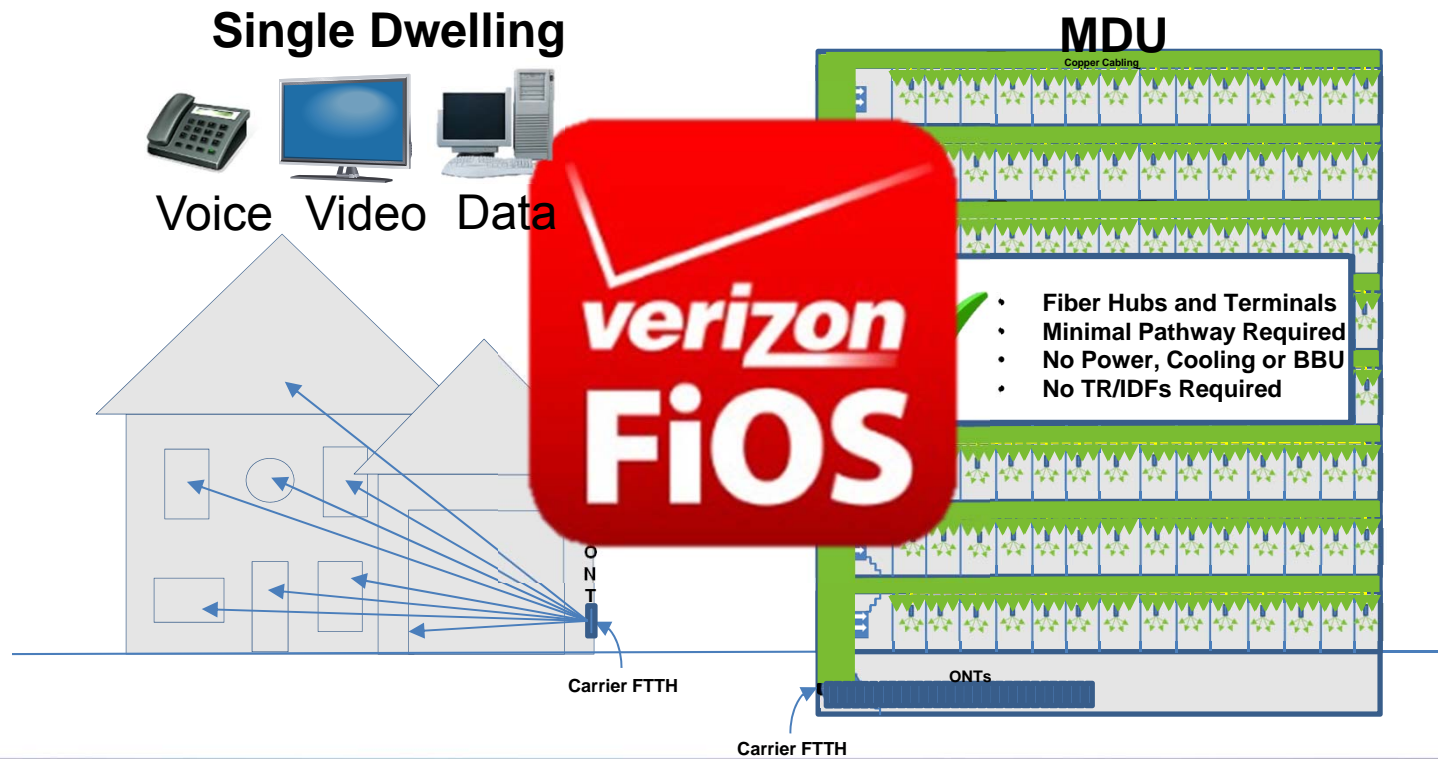 Single Dwelling
MDU
Copper Cabling
Voice Video Data
verizon
FiOS
• Fiber Hubs and Terminals
• Minimal Pathway Required
• No Power, Cooling or BBU
• No TR/IDFs Required
O
N
T
Carrier FTTH
ONTs
Carrier FTTH